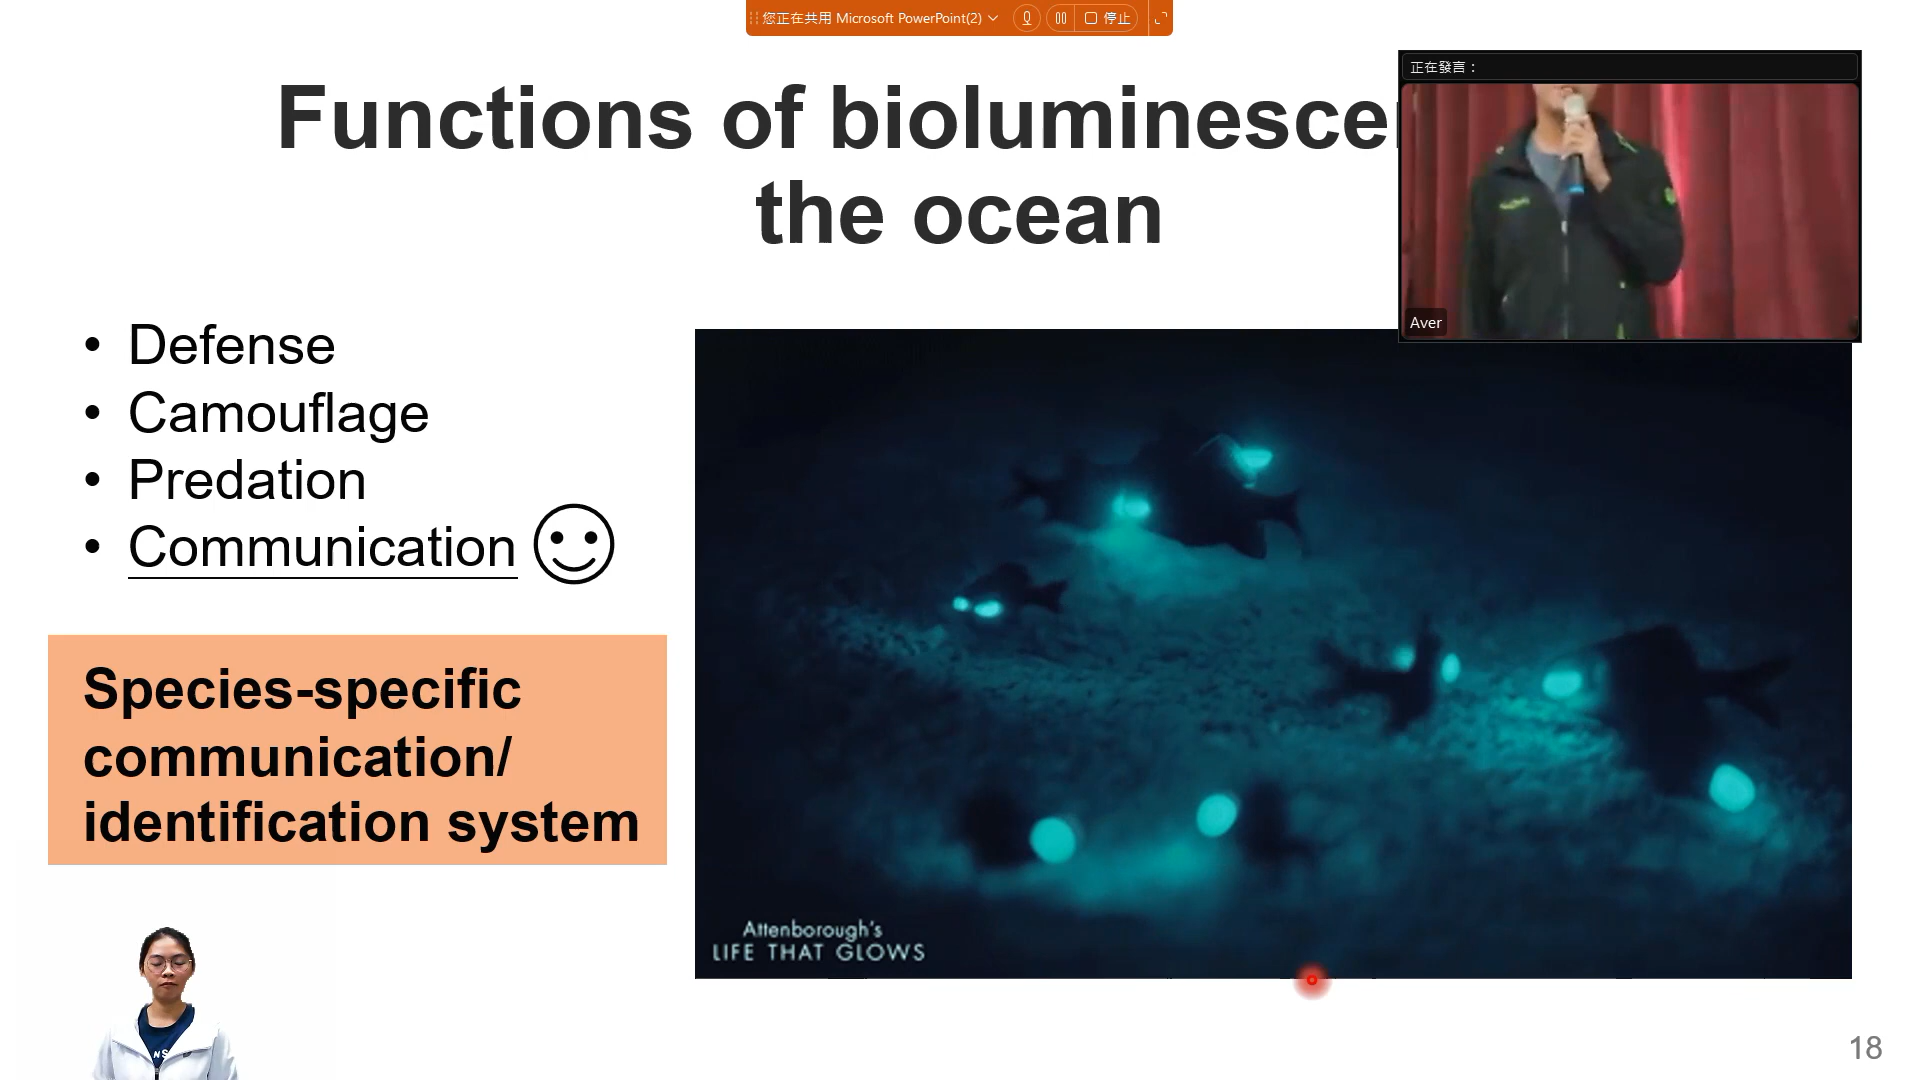 您正在共用 Microsoft PowerPoint(2)
停止
正在發言：
Functions of bioluminesce
the ocean
Aver
• Defense
• Camouflage
• Predation
• Communication
Species-specific
communication/
identification system
Attenborough's
LIFE THAT GLOWS
18